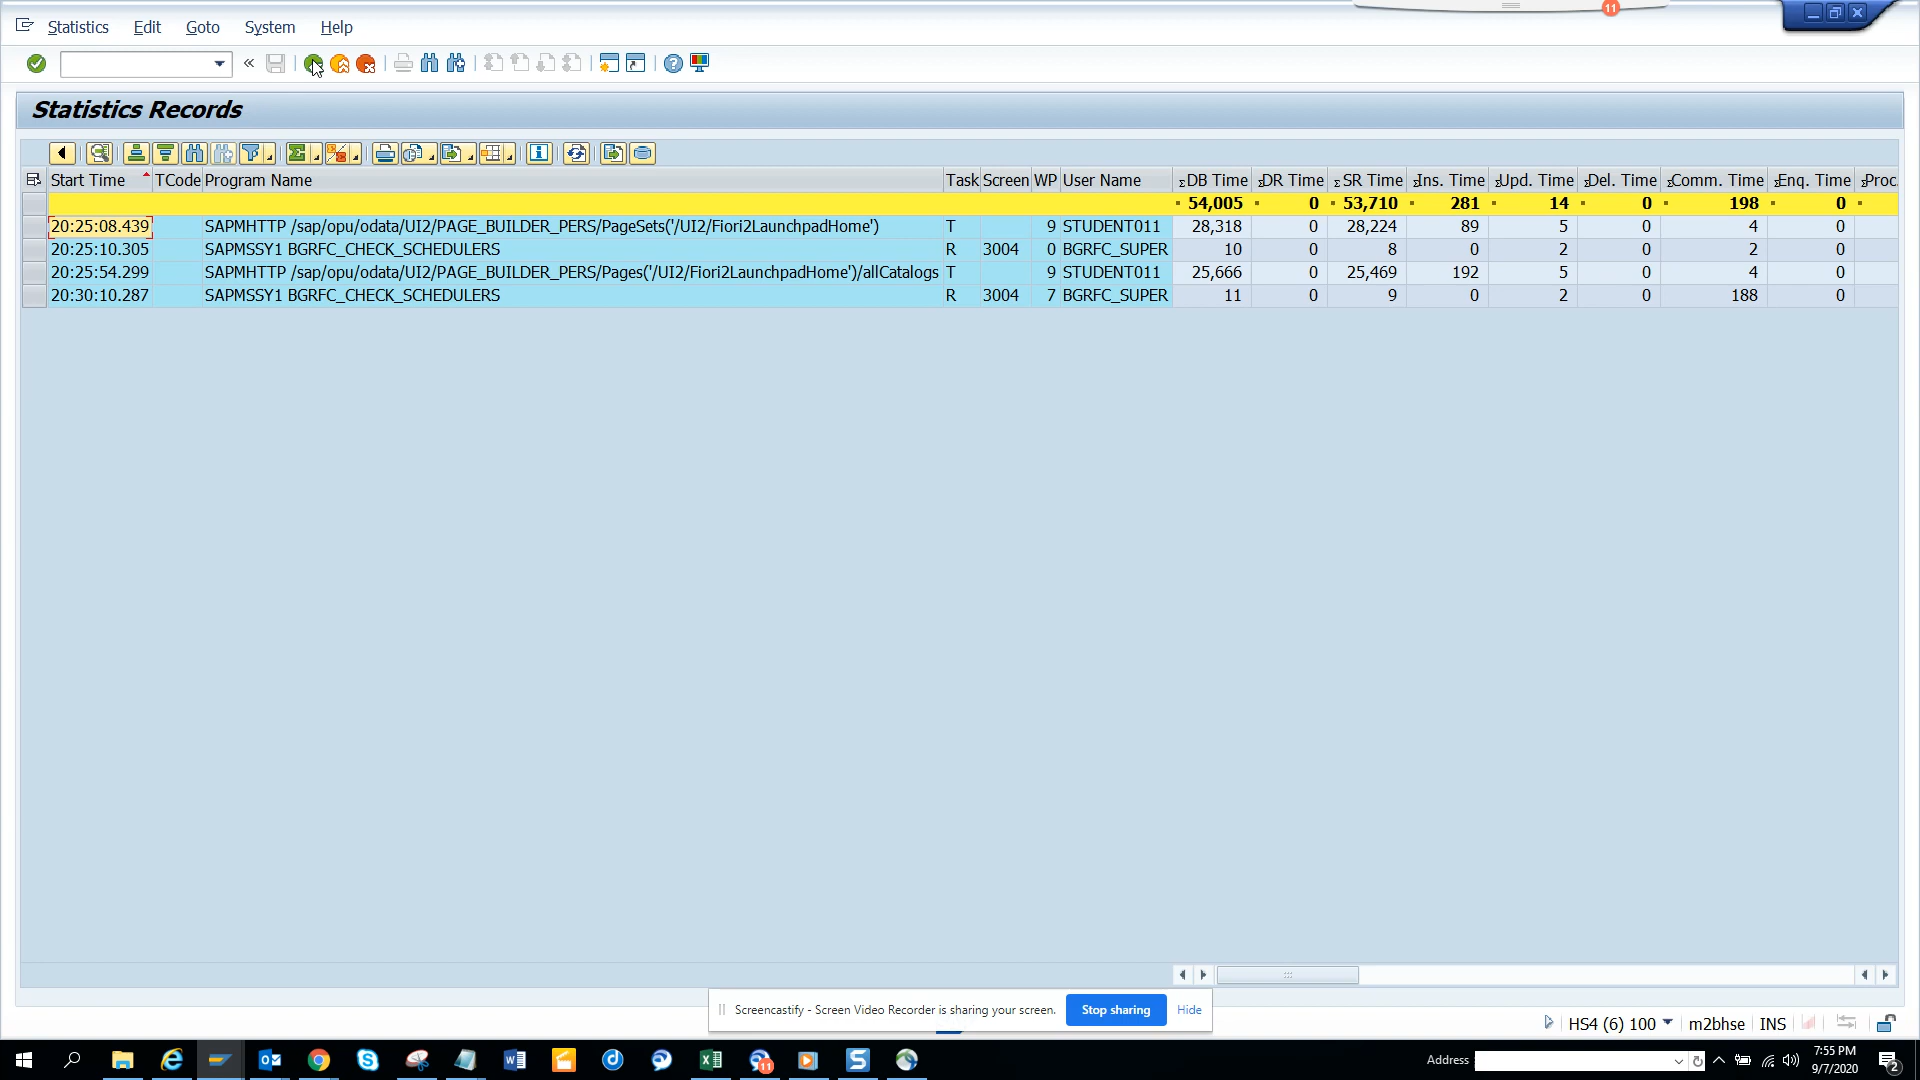 11
Statistics Edit Goto System Help
Statistics Records
Start Time TCode Program Name Task Screen WP User Name DB Time DR Time SR Time Ins. Time Upd. Time Del. Time Comm. Time Enq. Time Proc.
54,005 0 53,710 281 14 0 198 0
20:25:08.439 SAPMHTTP /sap/opu/odata/UI2/PAGE_BUILDER_PERS/PageSets('/UI2/Fiori2LaunchpadHome') T 9 STUDENT011 28,318 0 28,224 89 5 0 4 0
20:25:10.305 SAPMSSY1 BGRFC_CHECK_SCHEDULERS R 3004 0 BGRFC_SUPER 10 0 8 0 2 0 2 0
20:25:54.299 SAPMHTTP /sap/opu/odata/UI2/PAGE_BUILDER_PERS/Pages('/UI2/Fiori2LaunchpadHome')/allCatalogs T 9 STUDENT011 25,666 0 25,469 192 5 0 4 0
20:30:10.287 SAPMSSY1 BGRFC_CHECK_SCHEDULERS R 3004 7 BGRFC_SUPER 11 0 9 0 2 0 188 0
Screencastify - Screen Video Recorder is sharing your screen. Stop sharing Hide
HS4 (6) 100 m2bhse INS
11
Address
7:55 PM
9/7/2020
2